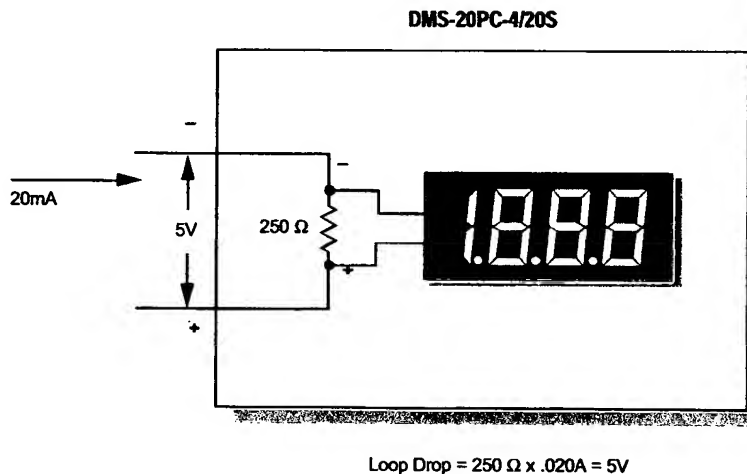 DMS-20PC-4/20S
−
−
20mA
5V
250 Ω
1.8.8.8
+
+
Loop Drop = 250 Ω x .020A = 5V